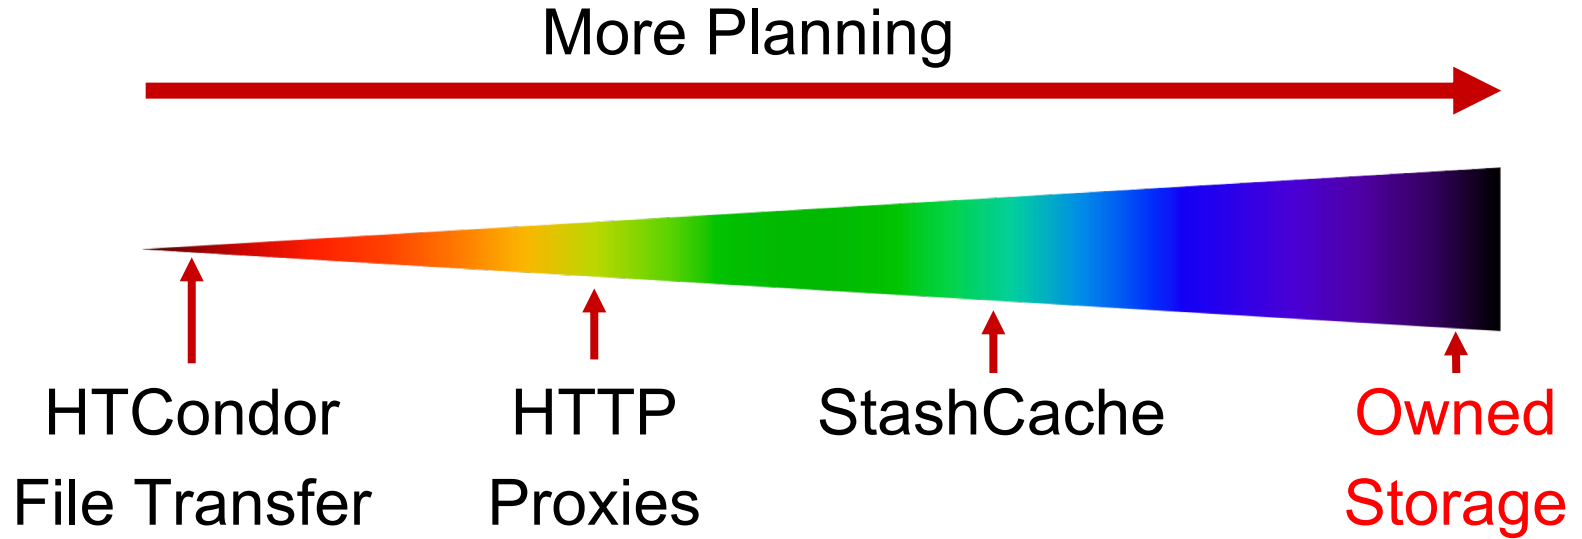 More Planning
HTCondor
File Transfer
HTTP
Proxies
StashCache
Owned
Storage